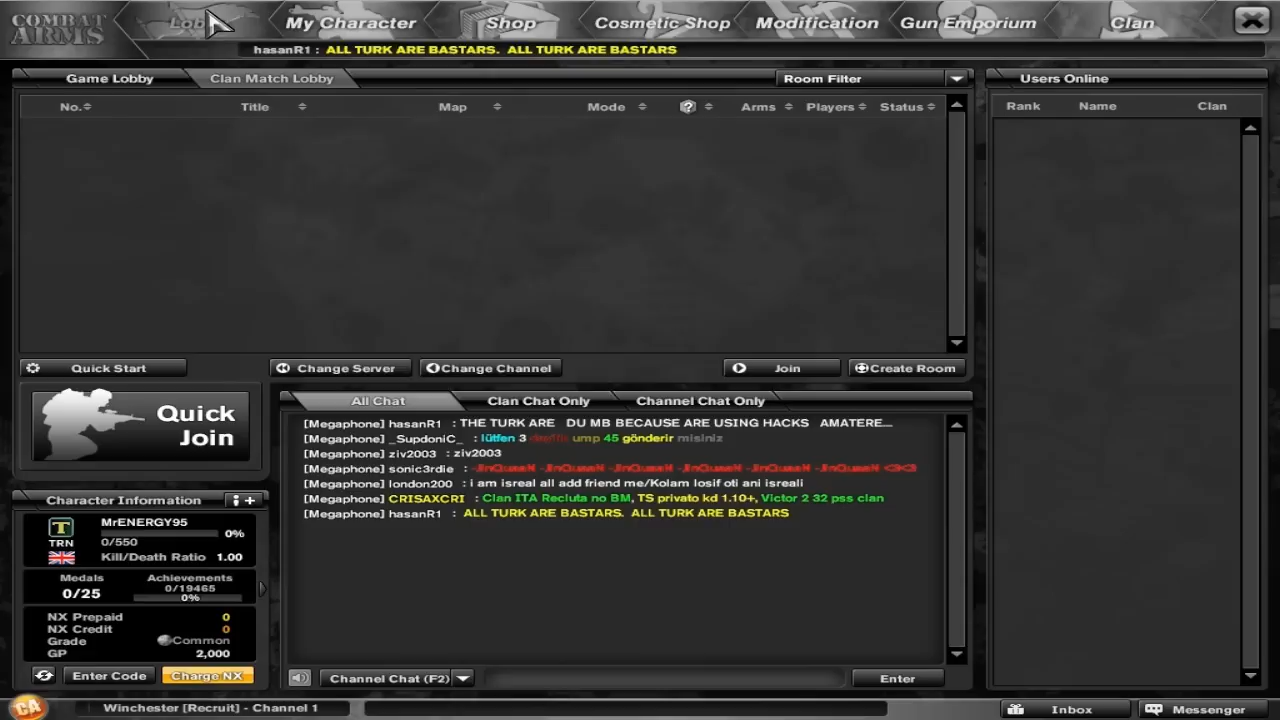 COMBAT ARMS
My Character Shop Cosmetic Shop Modification Gun Emporium Clan
hasanR1 : ALL TURK ARE BASTARS. ALL TURK ARE BASTARS
Game Lobby Clan Match Lobby Room Filter Users Online
No. Title Map Mode Arms Players Status Rank Name Clan
Quick Start Change Server Change Channel Join Create Room
Quick Join
All Chat Clan Chat Only Channel Chat Only
[Megaphone] hasanR1 : THE TURK ARE DU MB BECAUSE ARE USING HACKS AMATERE...
[Megaphone] _SupdoniC_ : lütfen 3 ump 45 gönderir misiniz
[Megaphone] ziv2003 : ziv2003
[Megaphone] sonic3rdie :
[Megaphone] london200 : i am isreal all add friend me/Kolam losif oti ani isreali
[Megaphone] CRISAXCRI : Clan ITA Recluta no BM, TS privato kd 1.10+, Victor 2 32 pss clan
[Megaphone] hasanR1 : ALL TURK ARE BASTARS. ALL TURK ARE BASTARS
Character Information
MrENERGY95
0%
TRN 0/550
Kill/Death Ratio 1.00
Medals Achievements
0/25 0/19465
0%
NX Prepaid 0
NX Credit 0
Grade Common
GP 2,000
Enter Code Charge NX
Channel Chat (F2) Enter
CA Winchester [Recruit] - Channel 1 Inbox Messenger